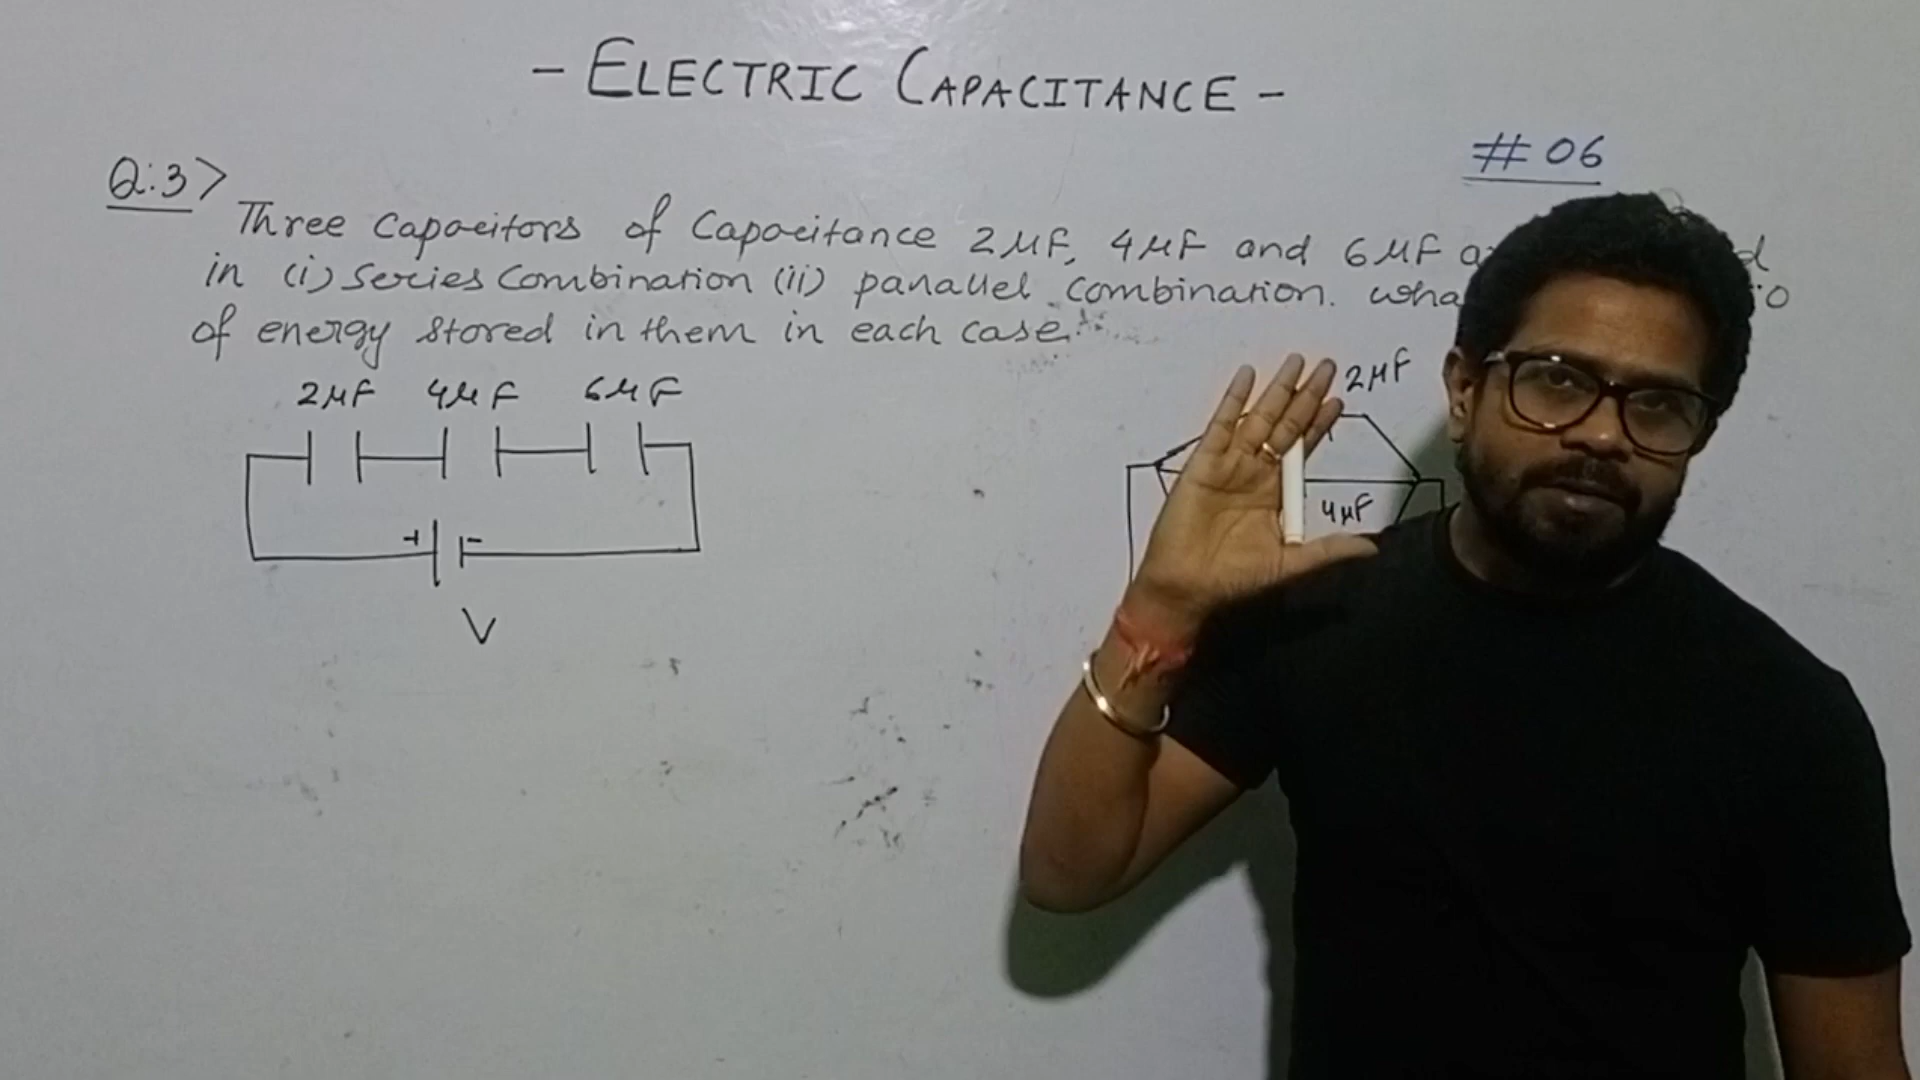 - ELECTRIC CAPACITANCE -
# 06
Q:3>
Three Capacitors of Capacitance 2μF, 4μF and 6μF
in (i) Series Combination (ii) parallel combination.
of energy stored in them in each case.
2μF 4μF 6μF
+ -
V
2μF
4μF